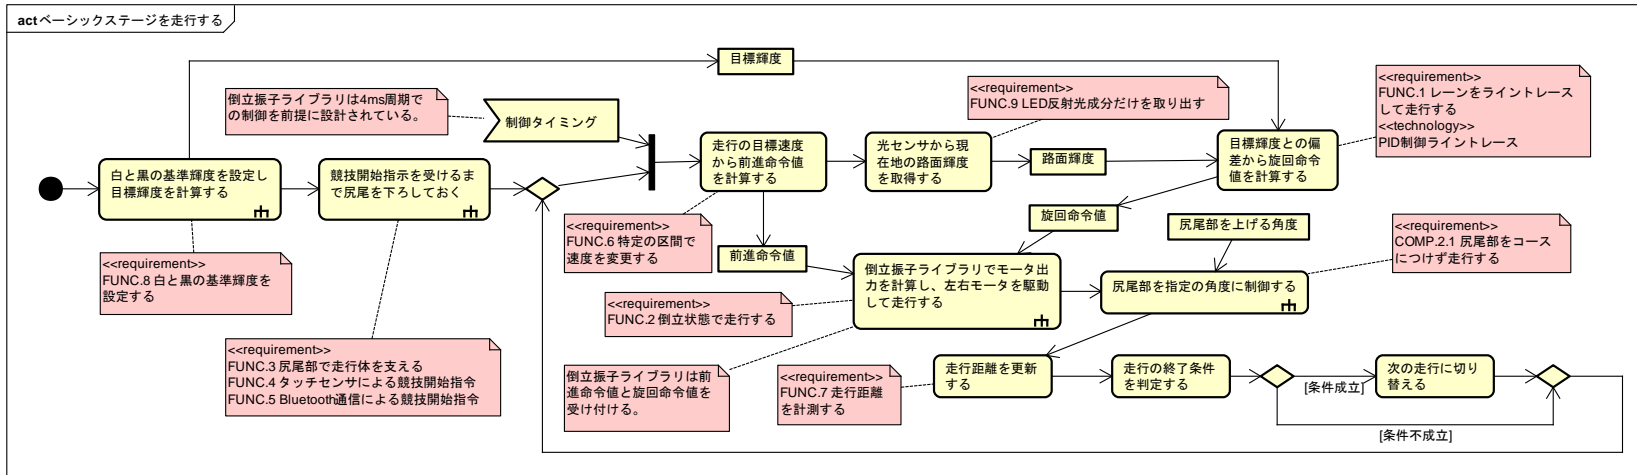 act ベーシックステージを走行する
目標輝度
倒立振子ライブラリは4ms周期で
の制御を前提に設計されている。
制御タイミング
<<requirement>>
FUNC.9 LED反射光成分だけを取り出す
<<requirement>>
FUNC.1 レーンをライントレース
して走行する
<<technology>>
PID制御ライントレース
白と黒の基準輝度を設定し
目標輝度を計算する
競技開始指示を受けるま
で尻尾を下ろしておく
走行の目標速度
から前進命令値
を計算する
光センサから現
在地の路面輝度
を取得する
路面輝度
目標輝度との偏
差から旋回命令
値を計算する
<<requirement>>
FUNC.8 白と黒の基準輝度を
設定する
<<requirement>>
FUNC.6 特定の区間で
速度を変更する
前進命令値
旋回命令値
尻尾部を上げる角度
<<requirement>>
COMP.2.1 尻尾部をコース
につけず走行する
<<requirement>>
FUNC.2 倒立状態で走行する
倒立振子ライブラリでモータ出
力を計算し、左右モータを駆動
して走行する
尻尾部を指定の角度に制御する
<<requirement>>
FUNC.3 尻尾部で走行体を支える
FUNC.4 タッチセンサによる競技開始指令
FUNC.5 Bluetooth通信による競技開始指令
倒立振子ライブラリは前
進命令値と旋回命令値を
受け付ける。
<<requirement>>
FUNC.7 走行距離
を計測する
走行距離を更新
する
走行の終了条件
を判定する
[条件成立]
次の走行に切り
替える
[条件不成立]